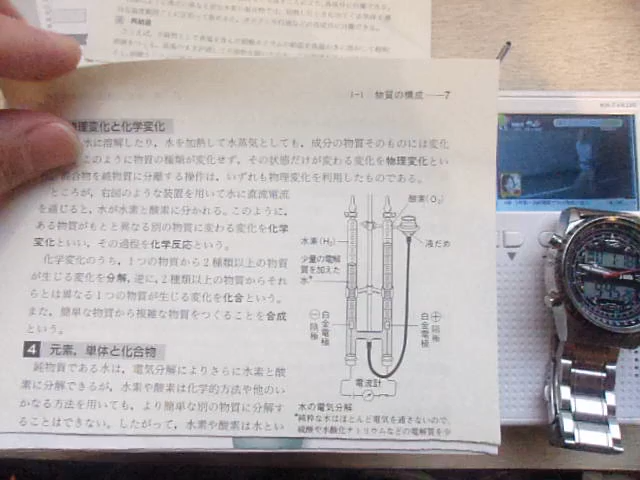 再結晶
1-1 物質の構成──7
理変化と化学変化
水に溶解したり，水を加熱して水蒸気としても，成分の物質そのものには変化
このように物質の種類が変化せず，その状態だけが変わる変化を物理変化とい
合物を純物質に分離する操作は，いずれも物理変化を利用したものである。
ところが，右図のような装置を用いて水に直流電流
を通じると，水が水素と酸素に分かれる。このように，
ある物質がもとと異なる別の物質に変わる変化を化学
変化といい，その過程を化学反応という。
化学変化のうち，1つの物質から2種類以上の物質
が生じる変化を分解，逆に，2種類以上の物質からそれ
らとは異なる1つの物質が生じる変化を化合という。
また，簡単な物質から複雑な物質をつくることを合成
という。
4 元素，単体と化合物
純物質である水は，電気分解によりさらに水素と酸
素に分解できるが，水素や酸素は化学的方法や他のい
かなる方法を用いても，より簡単な別の物質に分解す
ることはできない。したがって，水素や酸素は水とい
酸素(O₂)
水素(H₂)
液だめ
少量の電解
質を加えた
水*
⊖陰極
白金電極
⊕陽極
白金電極
電流計
水の電気分解
*純粋な水はほとんど電気を通さないので，
硫酸や水酸化ナトリウムなどの電解質を少